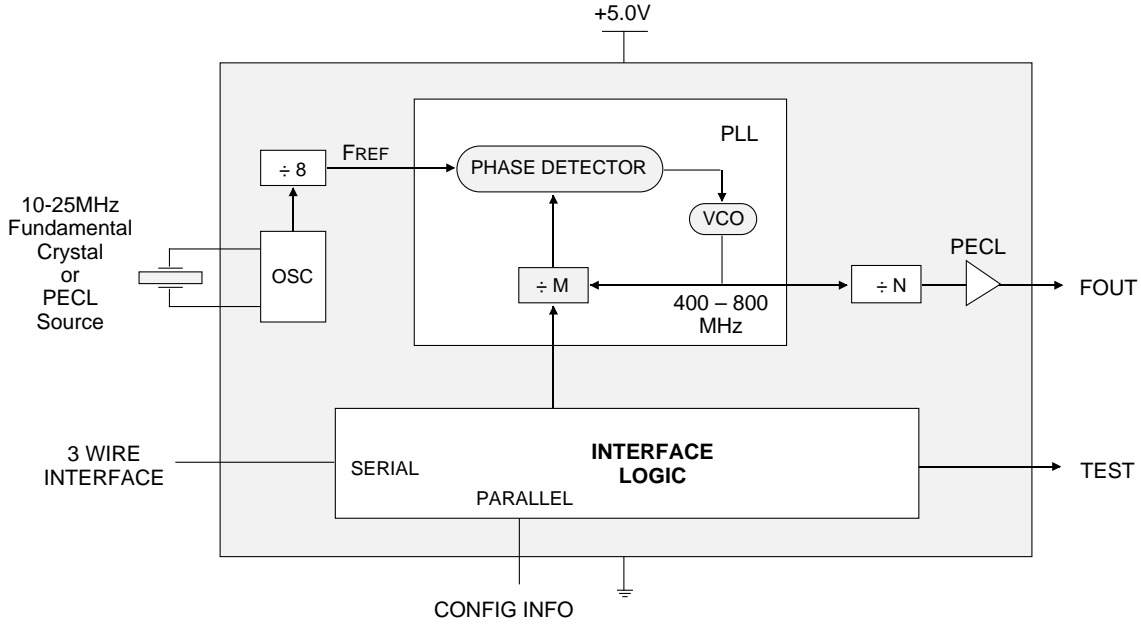 +5.0V
PLL
FREF
PHASE DETECTOR
÷ 8
10-25MHz
Fundamental
Crystal
or
PECL
Source
VCO
OSC
PECL
÷ M
÷ N
FOUT
400 – 800
MHz
3 WIRE
INTERFACE
SERIAL
INTERFACE
LOGIC
PARALLEL
TEST
CONFIG INFO